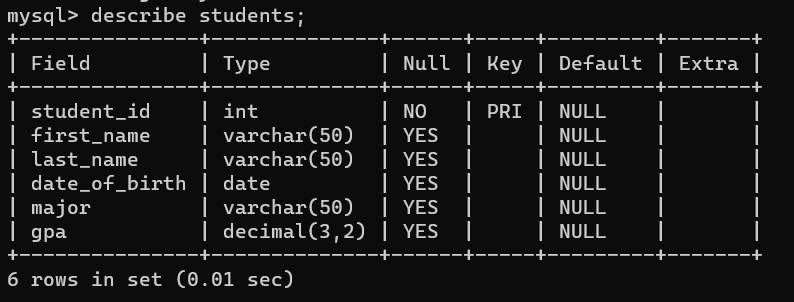 mysql> describe students;
+---------------+--------------+------+-----+---------+-------+
| Field         | Type         | Null | Key | Default | Extra |
+---------------+--------------+------+-----+---------+-------+
| student_id    | int          | NO   | PRI | NULL    |       |
| first_name    | varchar(50)  | YES  |     | NULL    |       |
| last_name     | varchar(50)  | YES  |     | NULL    |       |
| date_of_birth | date         | YES  |     | NULL    |       |
| major         | varchar(50)  | YES  |     | NULL    |       |
| gpa           | decimal(3,2) | YES  |     | NULL    |       |
+---------------+--------------+------+-----+---------+-------+
6 rows in set (0.01 sec)